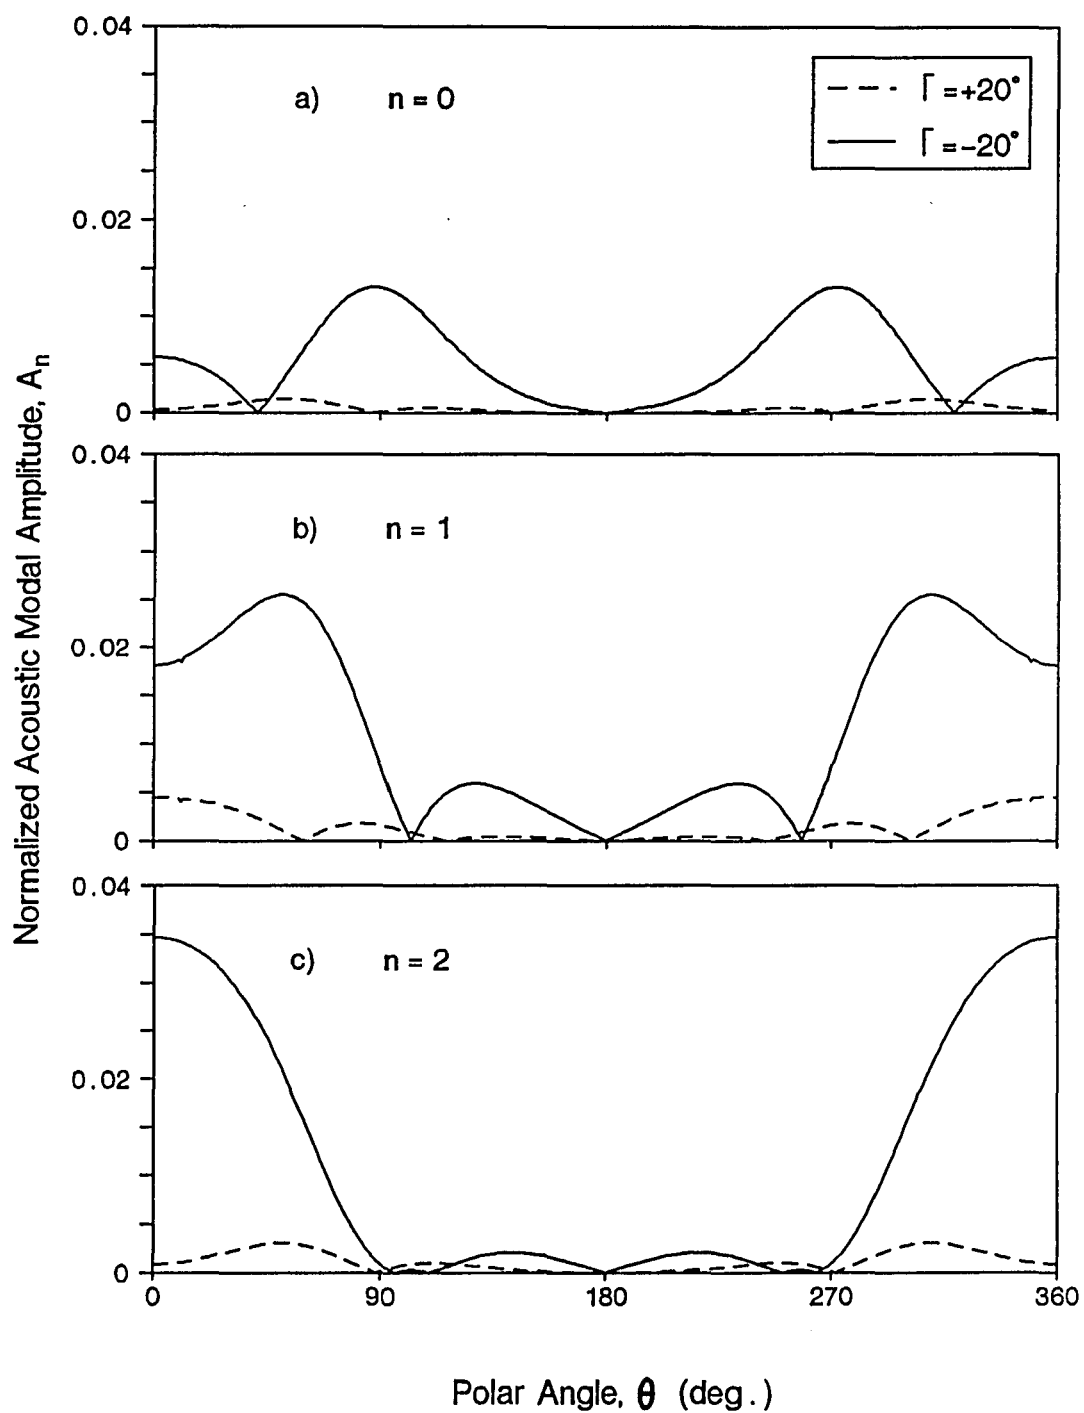 Normalized Acoustic Modal Amplitude, An
0.04
0.02
0
a) n = 0
Γ = +20°
Γ = -20°
0.04
0.02
0
b) n = 1
0.04
0.02
0
c) n = 2
0 90 180 270 360
Polar Angle, θ (deg.)